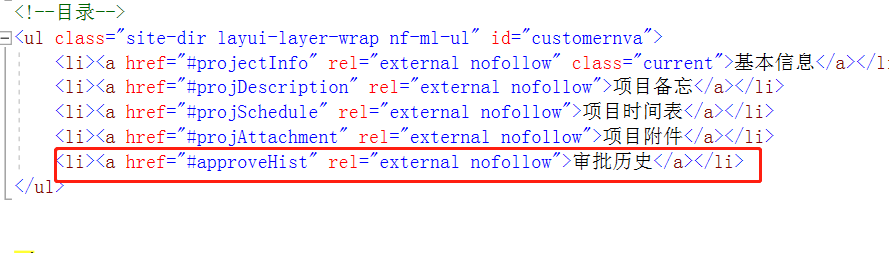 <!--目录-->
<ul class="site-dir layui-layer-wrap nf-ml-ul" id="customernva">
<li><a href="#projectInfo" rel="external nofollow" class="current">基本信息</a></li
<li><a href="#projDescription" rel="external nofollow">项目备忘</a></li>
<li><a href="#projSchedule" rel="external nofollow">项目时间表</a></li>
<li><a href="#projAttachment" rel="external nofollow">项目附件</a></li>
<li><a href="#approveHist" rel="external nofollow">审批历史</a></li>
</ul>